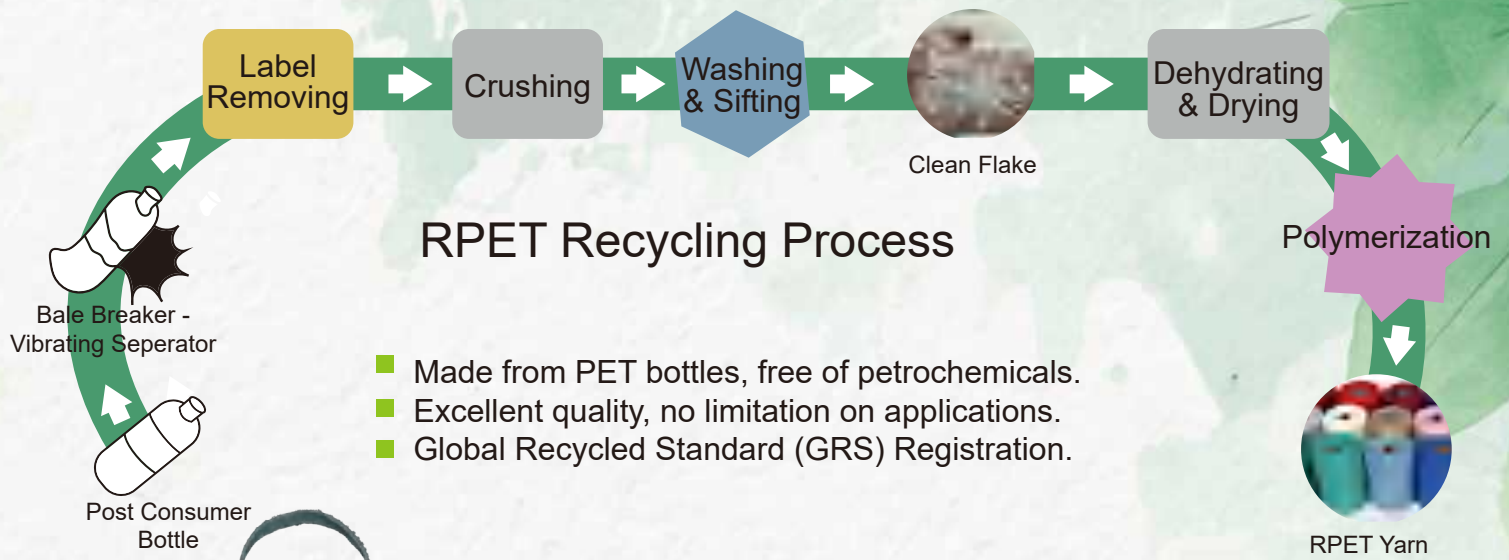 Label
Removing
Crushing
Washing
& Sifting
Clean Flake
Dehydrating
& Drying
Polymerization
RPET Yarn
Bale Breaker -
Vibrating Seperator
Post Consumer
Bottle
RPET Recycling Process
Made from PET bottles, free of petrochemicals.
Excellent quality, no limitation on applications.
Global Recycled Standard (GRS) Registration.